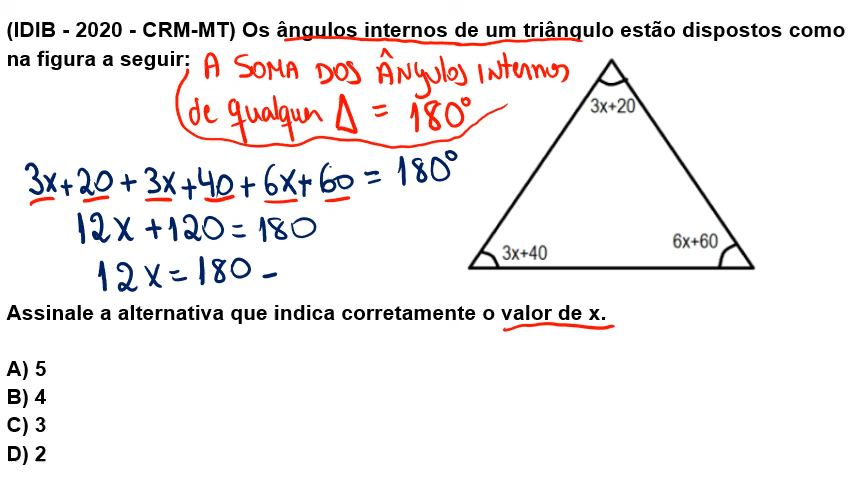 (IDIB - 2020 - CRM-MT) Os ângulos internos de um triângulo estão dispostos como
na figura a seguir:
A SOMA DOS ÂNgulos internos
de qualquer Δ = 180°
3x+20
3x+20+3x+40+6x+60=180°
12x+120=180
12x=180-
3x+40
6x+60
Assinale a alternativa que indica corretamente o valor de x.
A) 5
B) 4
C) 3
D) 2